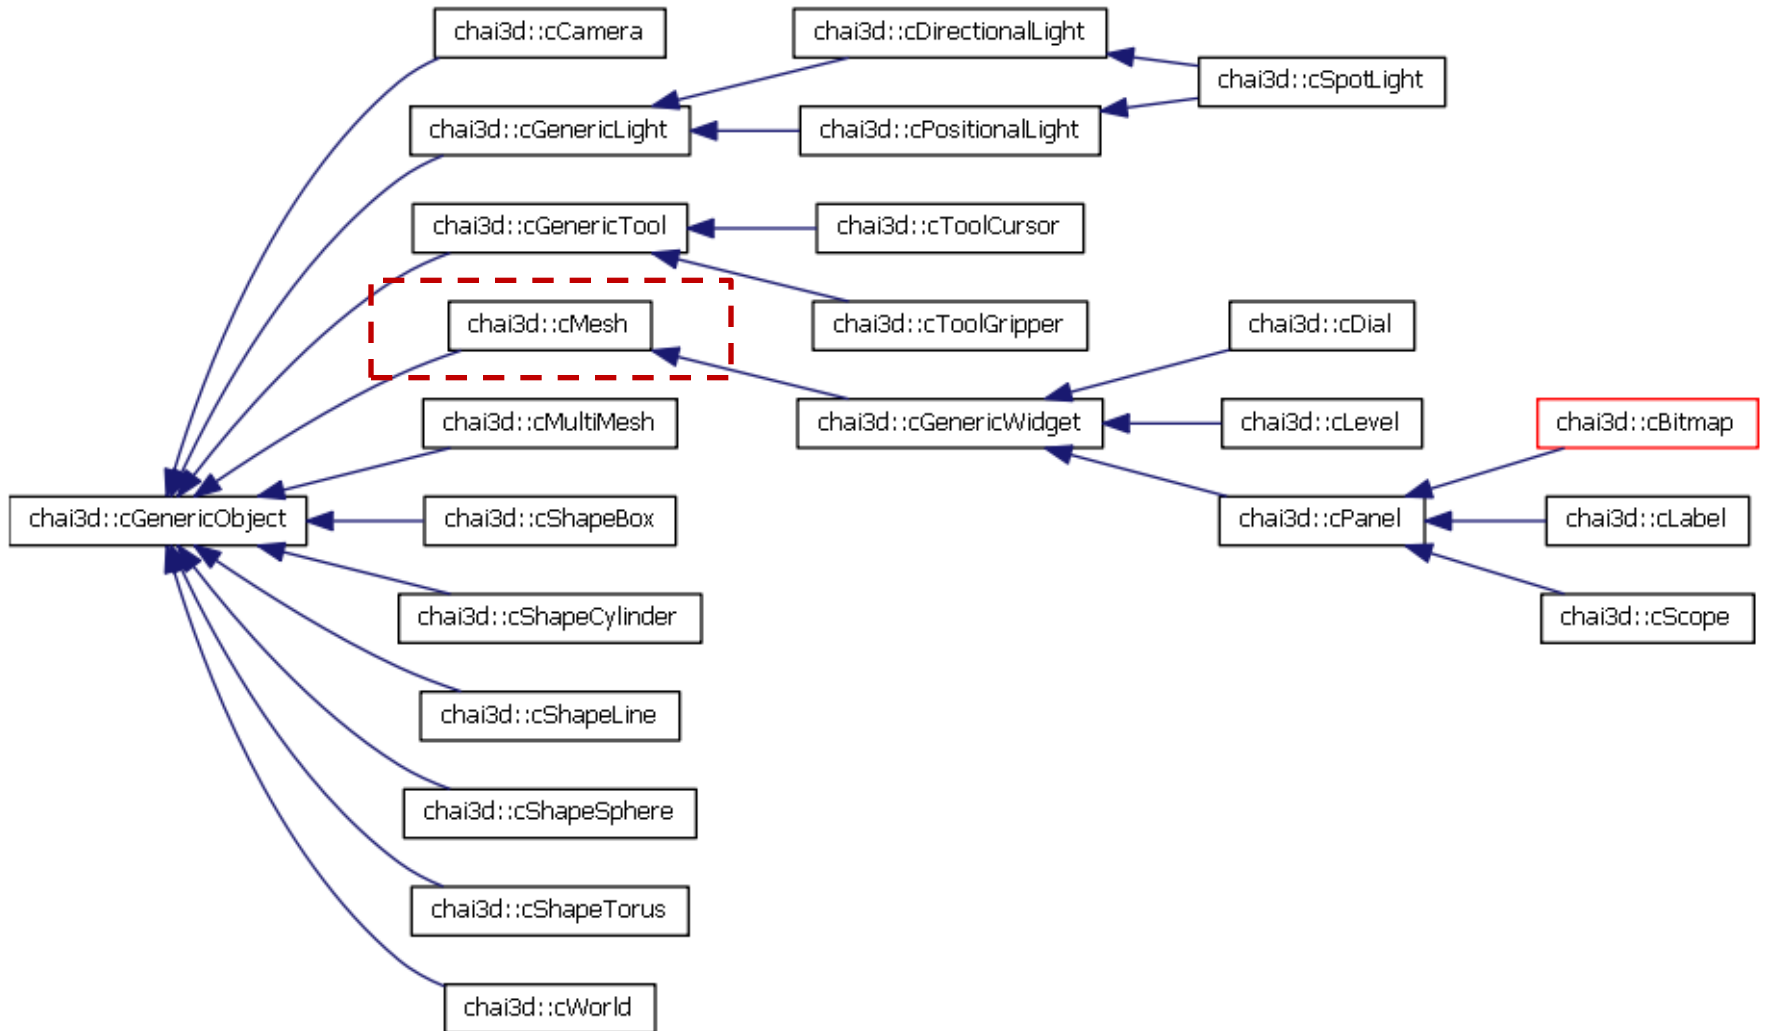 chai3d::cCamera
chai3d::cDirectionalLight
chai3d::cSpotLight
chai3d::cGenericLight
chai3d::cPositionalLight
chai3d::cGenericTool
chai3d::cToolCursor
chai3d::cMesh
chai3d::cToolGripper
chai3d::cDial
chai3d::cMultiMesh
chai3d::cGenericWidget
chai3d::cLevel
chai3d::cBitmap
chai3d::cGenericObject
chai3d::cShapeBox
chai3d::cPanel
chai3d::cLabel
chai3d::cShapeCylinder
chai3d::cScope
chai3d::cShapeLine
chai3d::cShapeSphere
chai3d::cShapeTorus
chai3d::cWorld